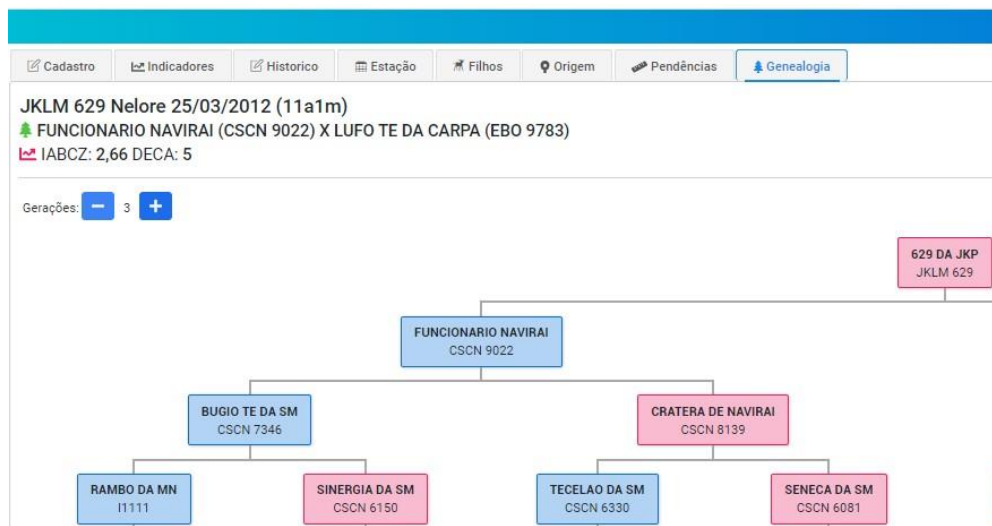 Cadastro Indicadores Historico Estação Filhos Origem Pendências Genealogia
JKLM 629 Nelore 25/03/2012 (11a1m)
FUNCIONARIO NAVIRAI (CSCN 9022) X LUFO TE DA CARPA (EBO 9783)
IABCZ: 2,66 DECA: 5
Gerações: − 3 +
629 DA JKP
JKLM 629
FUNCIONARIO NAVIRAI
CSCN 9022
BUGIO TE DA SM
CSCN 7346
CRATERA DE NAVIRAI
CSCN 8139
RAMBO DA MN
I1111
SINERGIA DA SM
CSCN 6150
TECELAO DA SM
CSCN 6330
SENECA DA SM
CSCN 6081